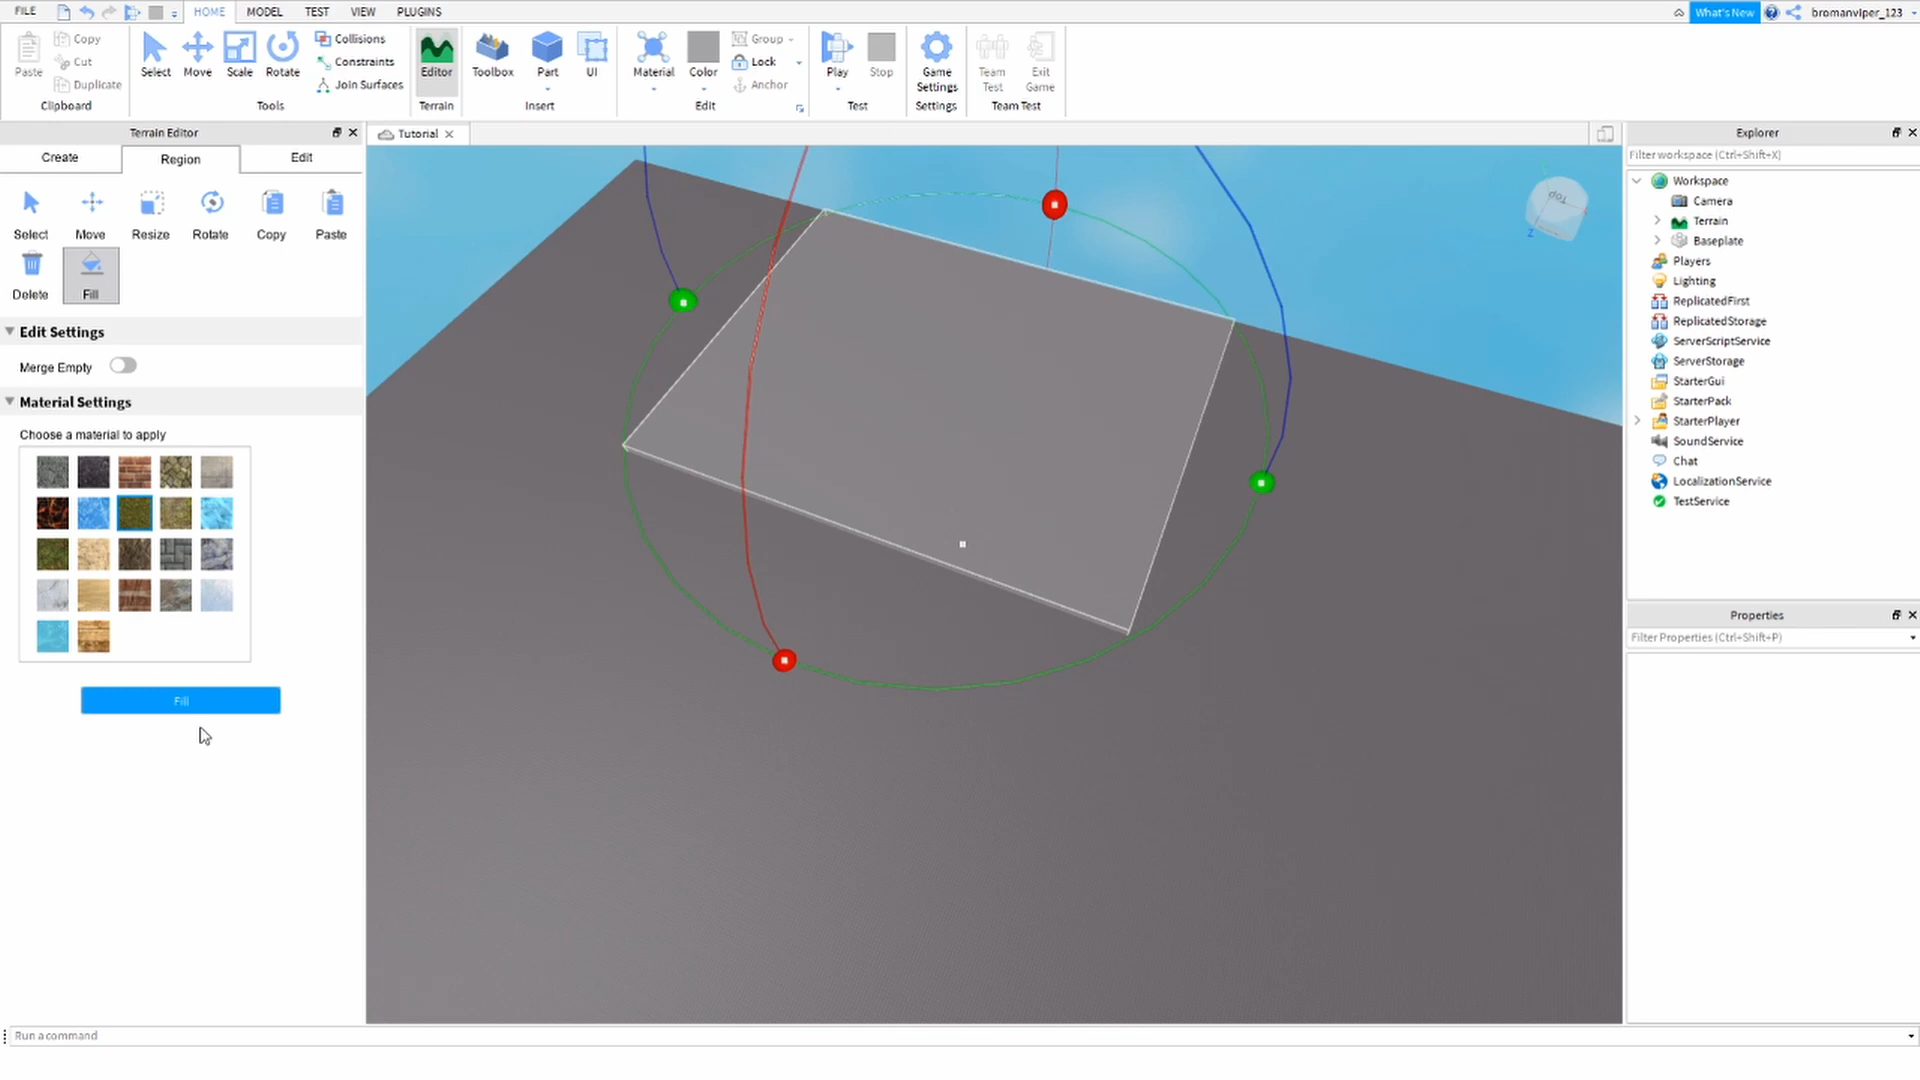 FILE HOME MODEL TEST VIEW PLUGINS What's New bromanviper_123
Paste Copy Cut Duplicate Clipboard
Select Move Scale Rotate Collisions Constraints Join Surfaces Tools
Editor Terrain
Toolbox Part UI Insert
Material Color Group Lock Anchor Edit
Play Stop Test
Game Settings Settings
Team Test Exit Game Team Test
Terrain Editor
Create Region Edit
Select Move Resize Rotate Copy Paste
Delete Fill
Edit Settings
Merge Empty
Material Settings
Choose a material to apply
Fill
Tutorial
Top
Z
Explorer
Filter workspace (Ctrl+Shift+X)
Workspace
Camera
Terrain
Baseplate
Players
Lighting
ReplicatedFirst
ReplicatedStorage
ServerScriptService
ServerStorage
StarterGui
StarterPack
StarterPlayer
SoundService
Chat
LocalizationService
TestService
Properties
Filter Properties (Ctrl+Shift+P)
Run a command